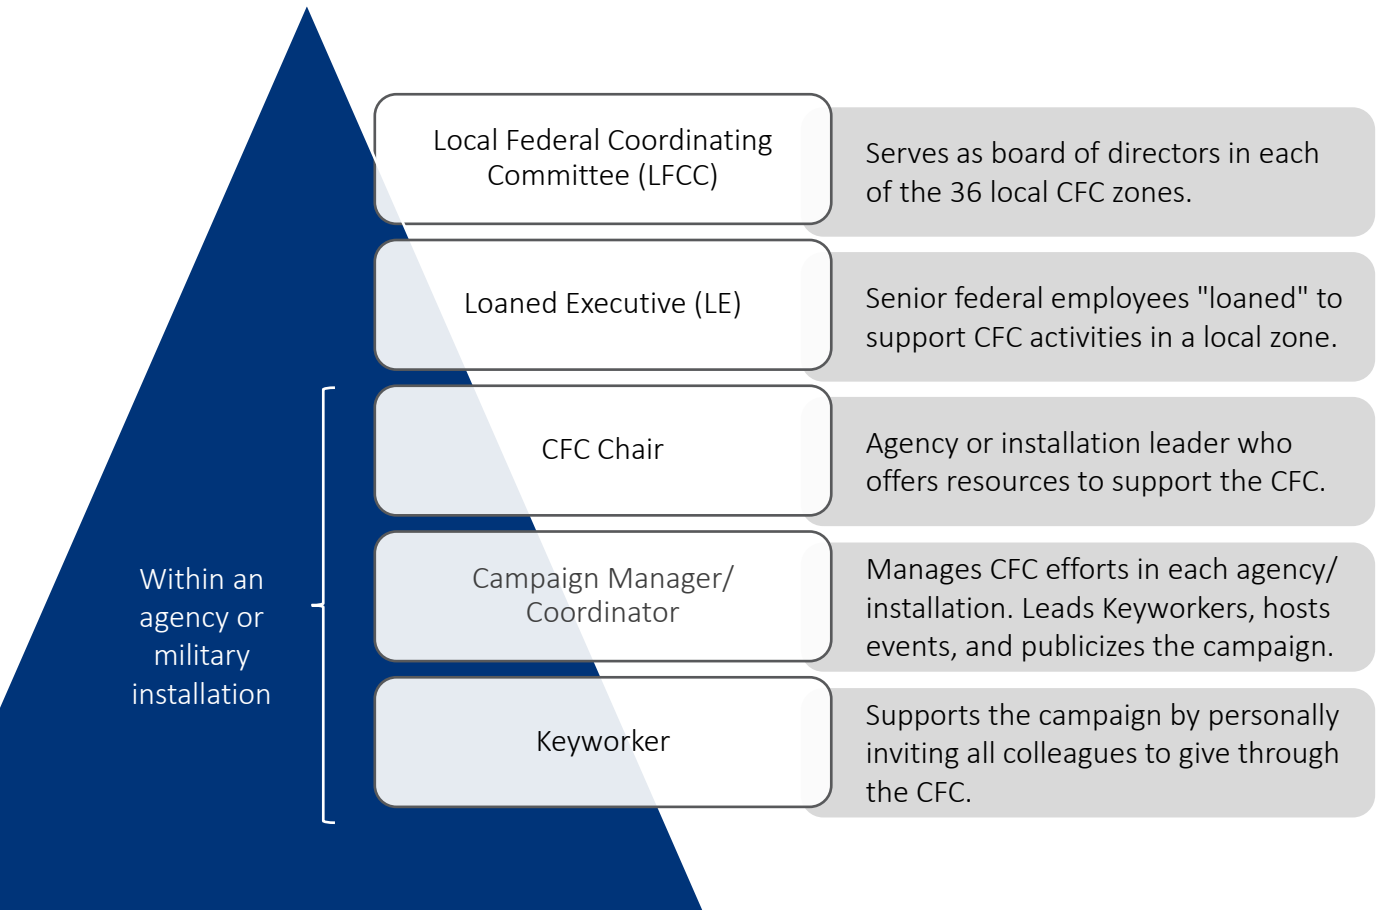 Local Federal Coordinating
Committee (LFCC)
Serves as board of directors in each
of the 36 local CFC zones.
Loaned Executive (LE)
Senior federal employees "loaned" to
support CFC activities in a local zone.
CFC Chair
Agency or installation leader who
offers resources to support the CFC.
Within an
agency or
military
installation
Campaign Manager/
Coordinator
Manages CFC efforts in each agency/
installation. Leads Keyworkers, hosts
events, and publicizes the campaign.
Keyworker
Supports the campaign by personally
inviting all colleagues to give through
the CFC.